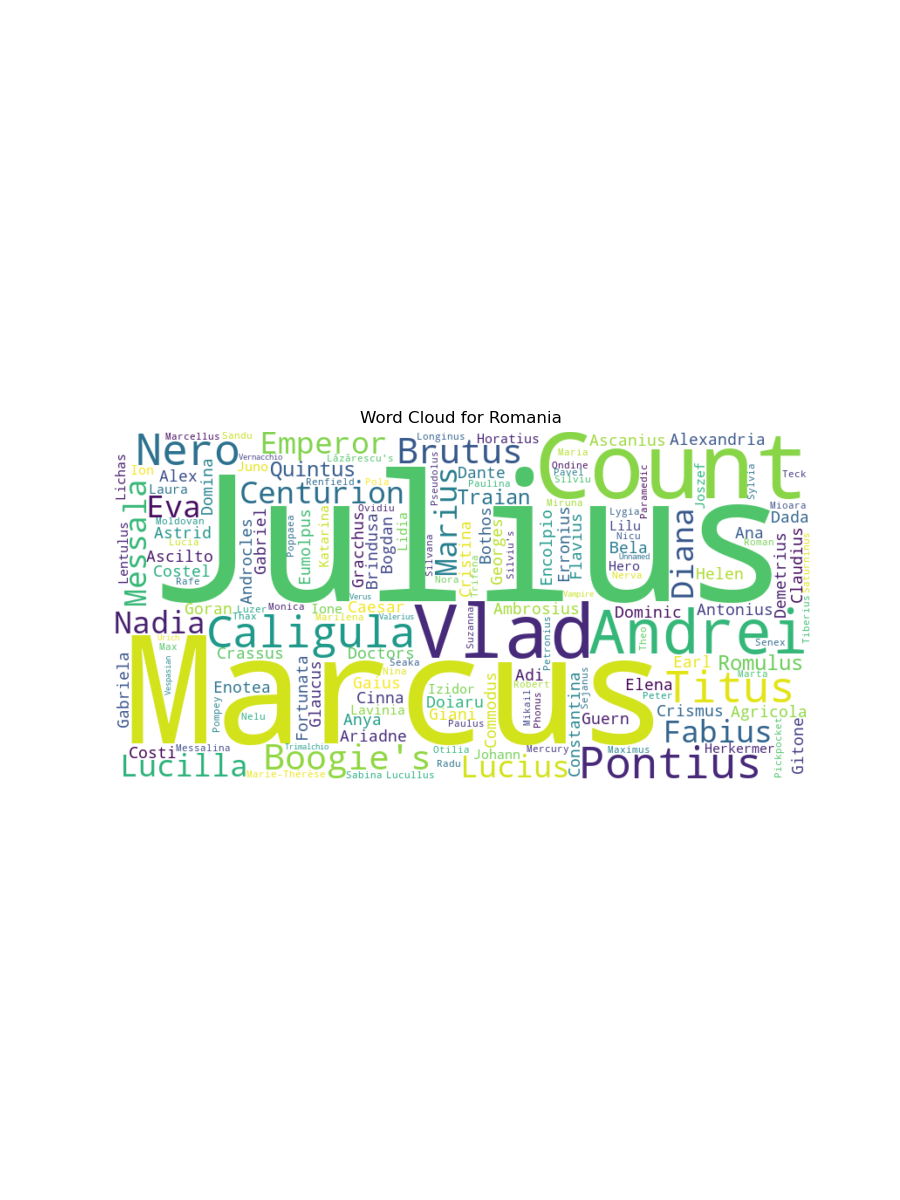 Word Cloud for Romania
Marcellus
Sandu
Nero
Vernacchio
Emperor
Lăzărescu's
Brutus
Longinus
Horatius
Count
Ascanius
Alexandria
Maria
Lichas
Ion
Alex
Laura
Domina
Juno
Quintus
Renfield
Pola
Centurion
Pseudolus
Marius
Dante
Paulina
Traian
Pavel
Silviu
Miruna
Paramedic
Joszef
Sylvia
Teck
Mioara
Dada
Messala
Eva
Moldovan
Astrid
Lucia
Ascilto
Costel
Rafe
Lentulus
Androcles
Gabriel
Poppaea
Eumolpus
Katarina
Gracchus
Brindusa
Ovidiu
Bogdan
Lidia
Silvana
Nora
Cristina
Trifena
Bothos
Georges
Silviu's
Encolpio
Erronius
Flavius
Lygia
Lilu
Nicu
Unnamed
Bela
Hero
Nerva
Diana
Ana
Roman
Helen
Demetrius
Claudius
Saturninus
Tiberius
Julius
Verus
Vampire
Goran
Luzer
Thax
Monica
Ione
Marilena
Caesar
Valerius
Nadia
Caligula
Vlad
Suzanna
Ambrosius
Petronius
Dominic
Antonius
Andrei
Theo
Senex
Urich
Max
Vespasian
Crassus
Doctors
Seaka
Nina
Gabriela
Marcus
Enotea
Pompey
Nelu
Fortunata
Glaucus
Gaius
Cinna
Lavinia
Anya
Ariadne
Izidor
Doiaru
Giani
Paulus
Commodus
Adi
Robert
Mikail
Phonus
Constantina
Sejanus
Guern
Elena
Earl
Peter
Titus
Romulus
Marta
Crismus
Agricola
Fabius
Herkermer
Pickpocket
Gitone
Costi
Messalina
Lucilla
Boogie's
Trimalchio
Marie-Thérèse
Sabina
Lucullus
Otilia
Radu
Johann
Lucius
Mercury
Maximus
Pontius